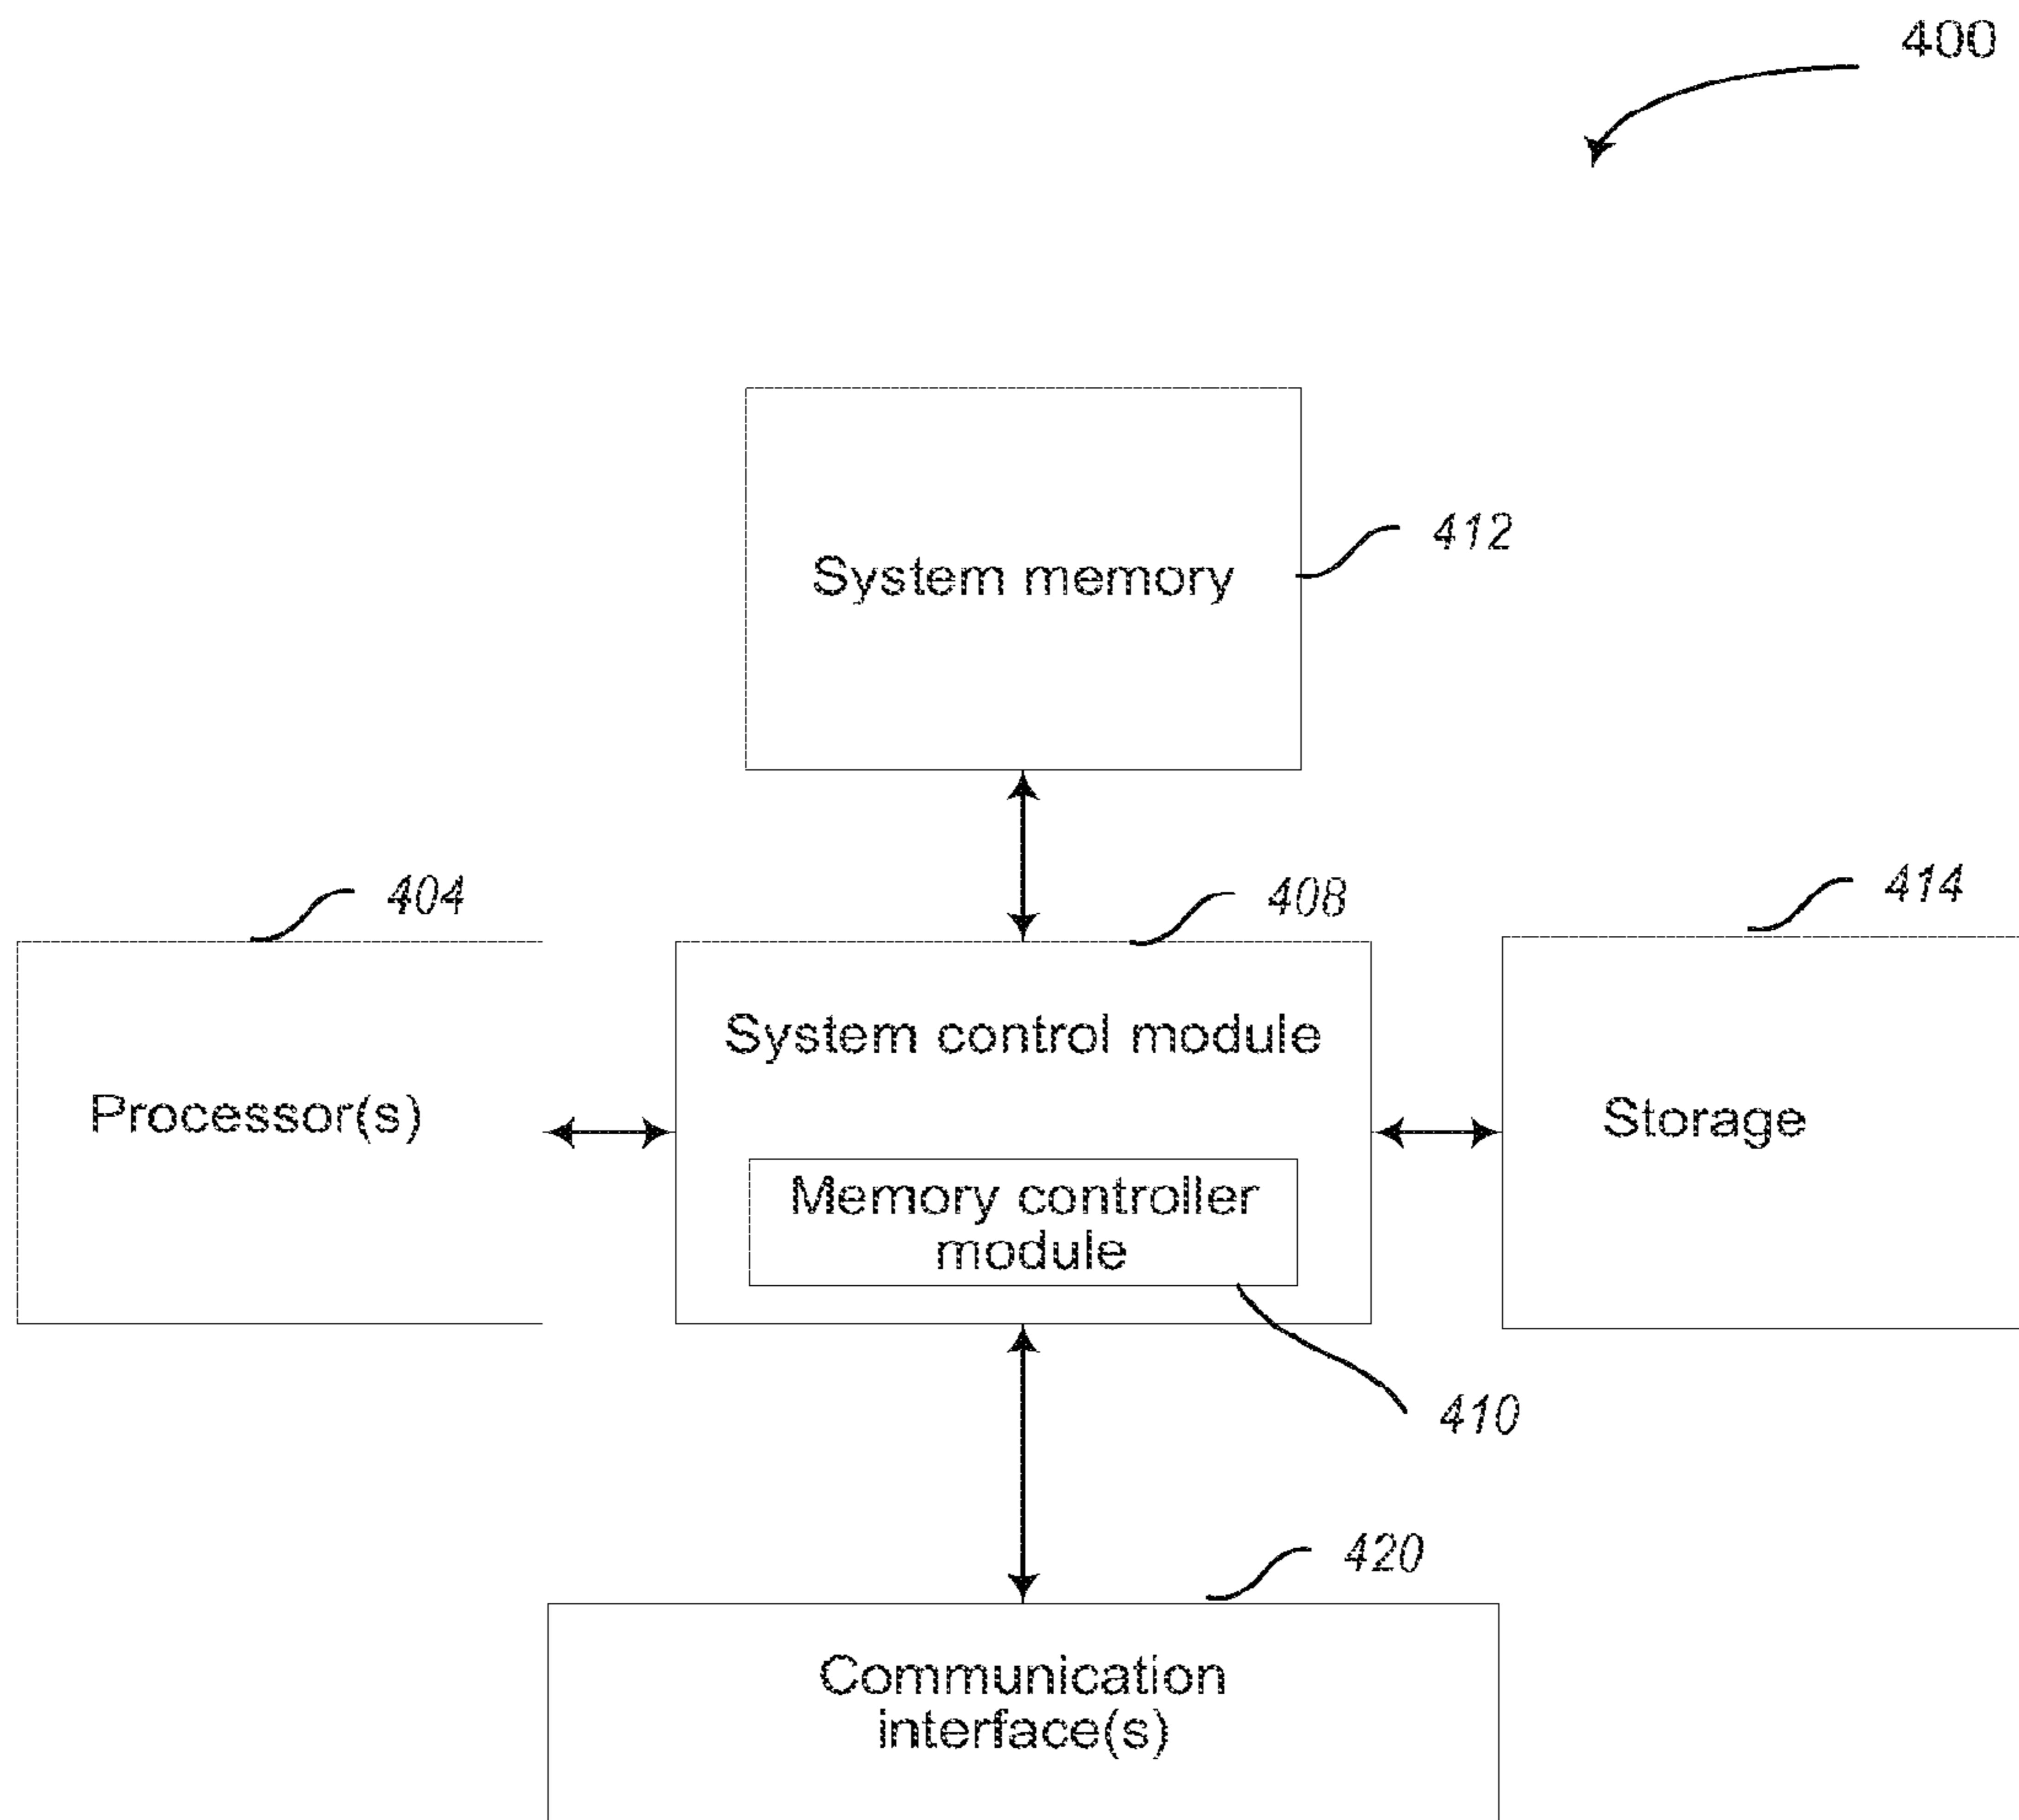 400
System memory
412
404
408
414
System control module
Processor(s)
Storage
Memory controller
module
410
420
Communication
interface(s)